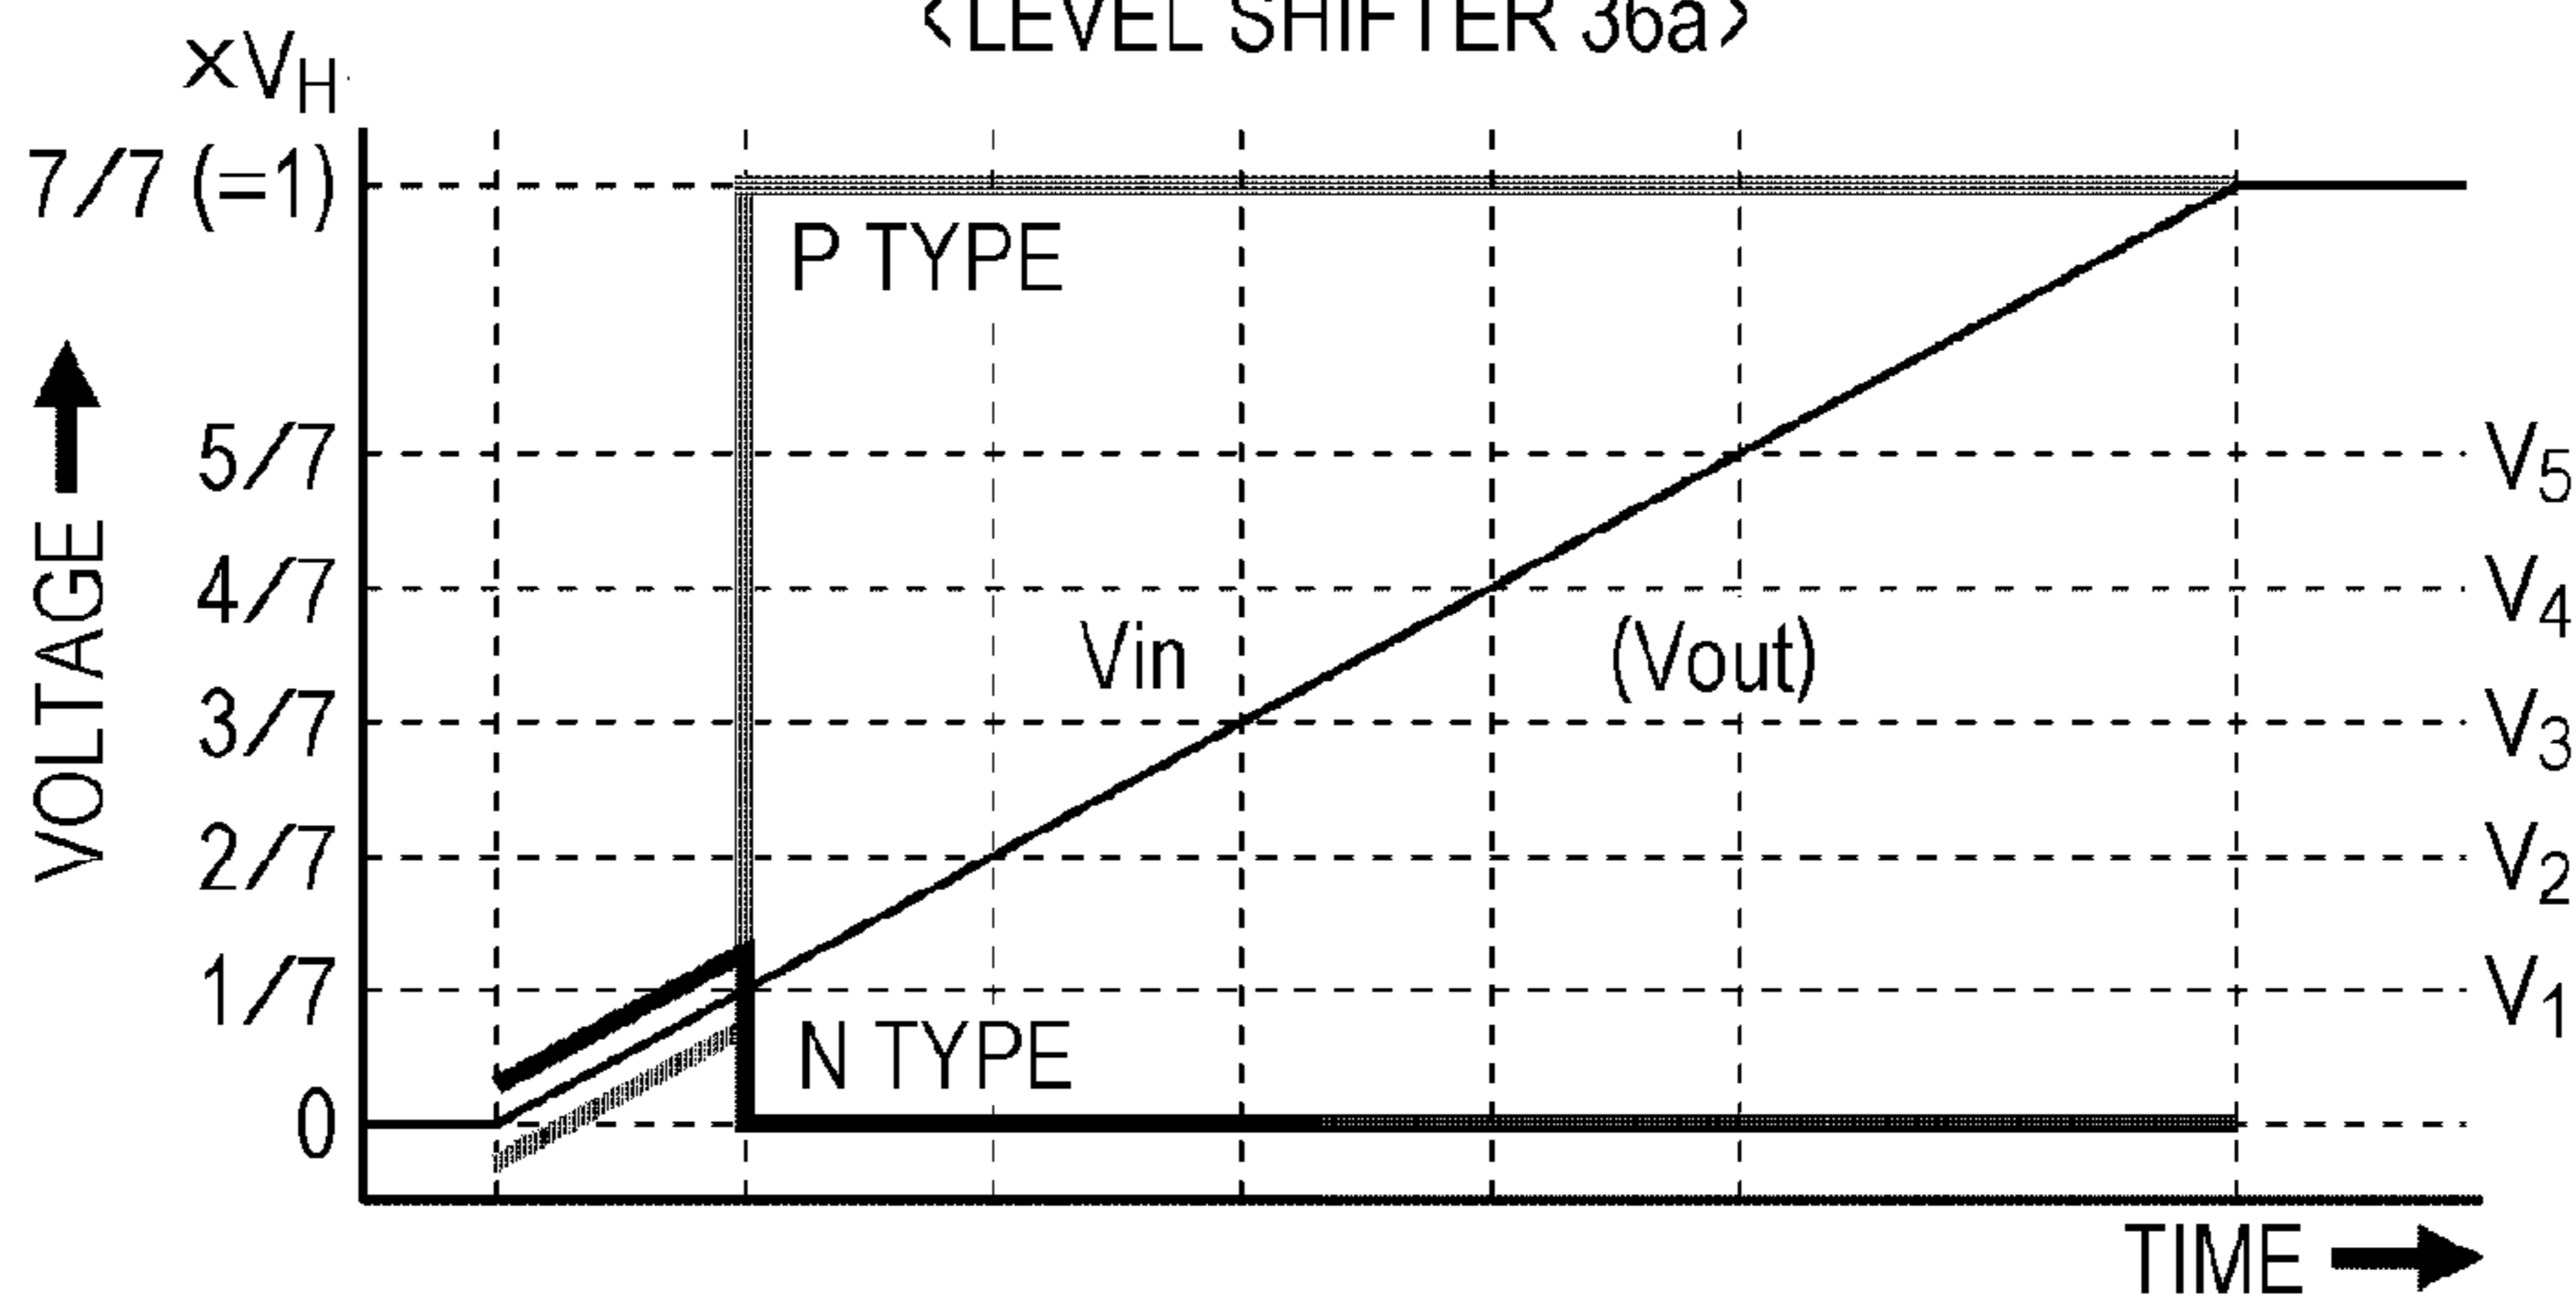 <LEVEL SHIFTER 36a>
×VH
7/7 (=1)
P TYPE
5/7
V5
4/7
V4
Vin
(Vout)
3/7
V3
2/7
V2
1/7
V1
N TYPE
0
VOLTAGE
TIME